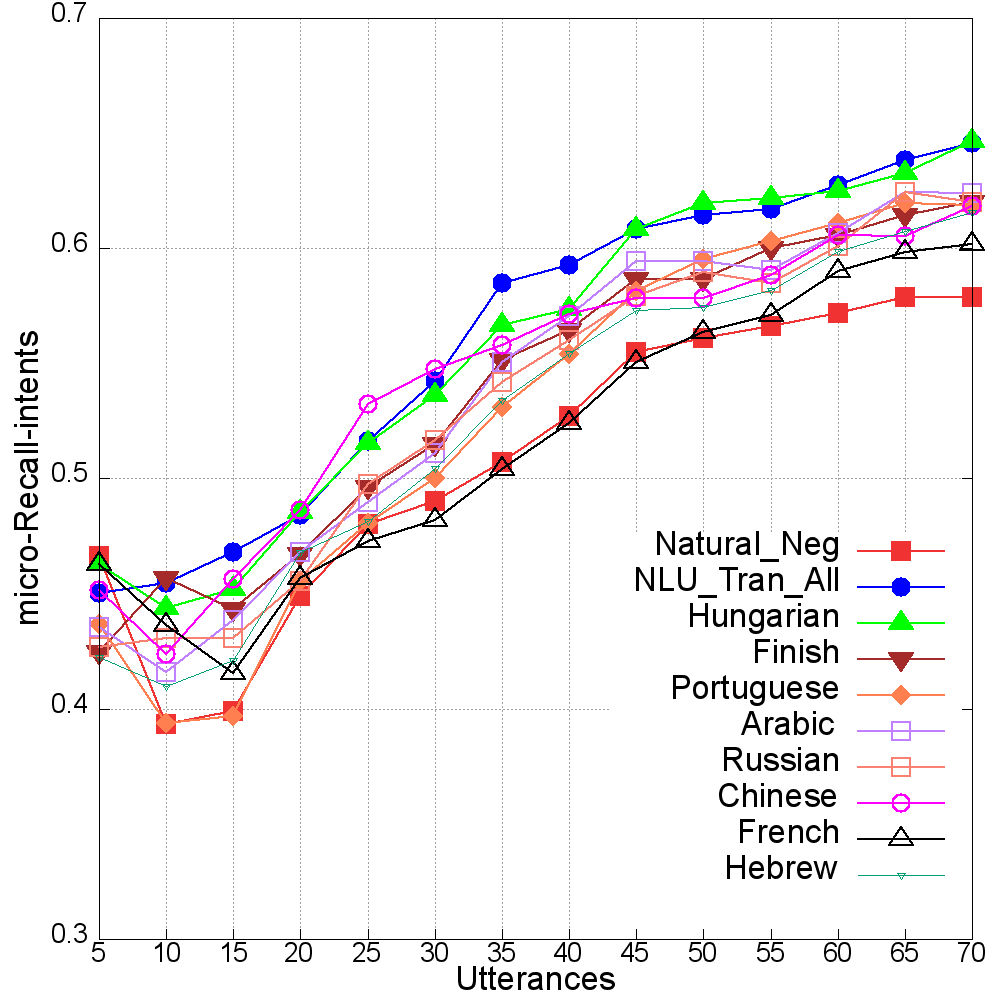 0.7
0.6
0.5
0.4
0.3
micro-Recall-intents
Natural_Neg
NLU_Tran_All
Hungarian
Finish
Portuguese
Arabic
Russian
Chinese
French
Hebrew
5 10 15 20 25 30 35 40 45 50 55 60 65 70
Utterances